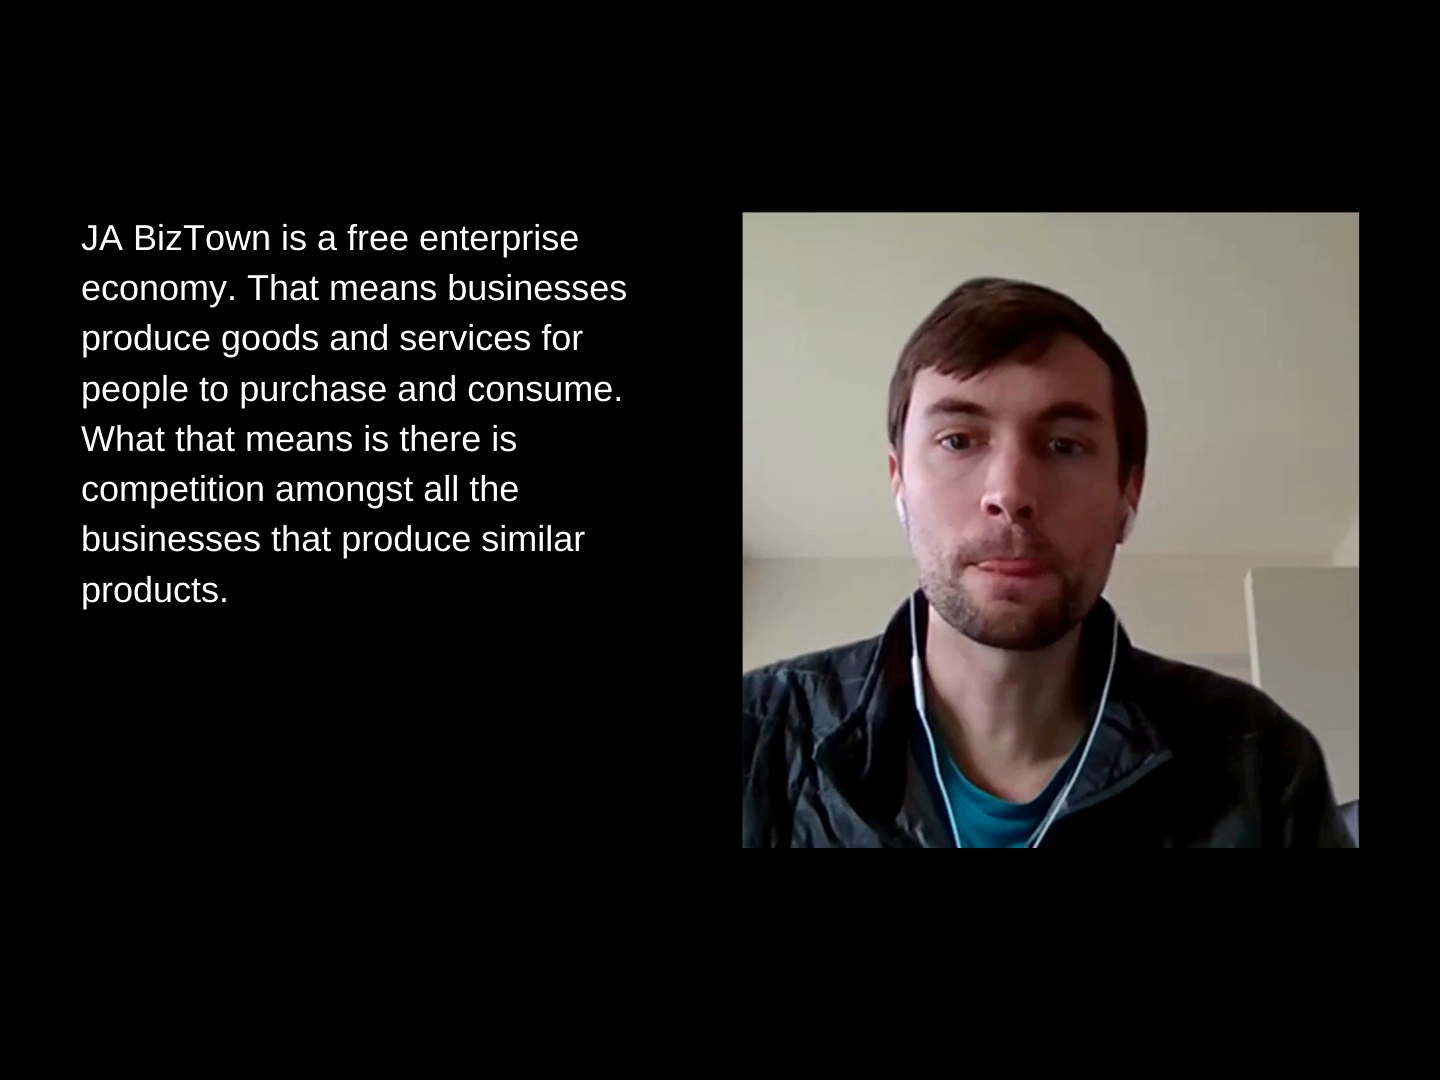 JA BizTown is a free enterprise
economy. That means businesses
produce goods and services for
people to purchase and consume.
What that means is there is
competition amongst all the
businesses that produce similar
products.